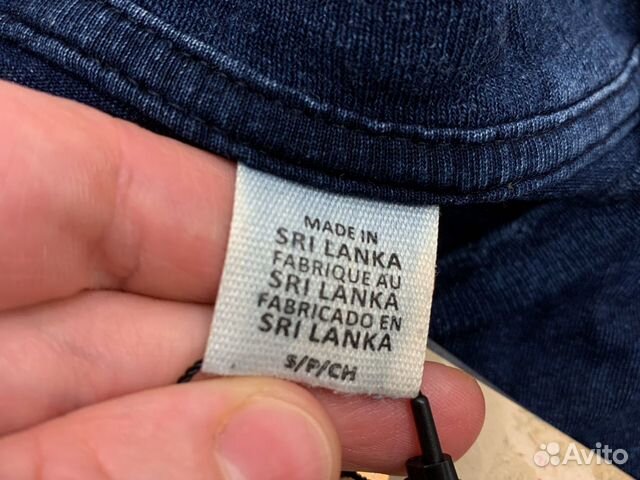 MADE IN
SRI LANKA
FABRIQUE AU
SRI LANKA
FABRICADO EN
SRI LANKA
S/P/CH
Avito